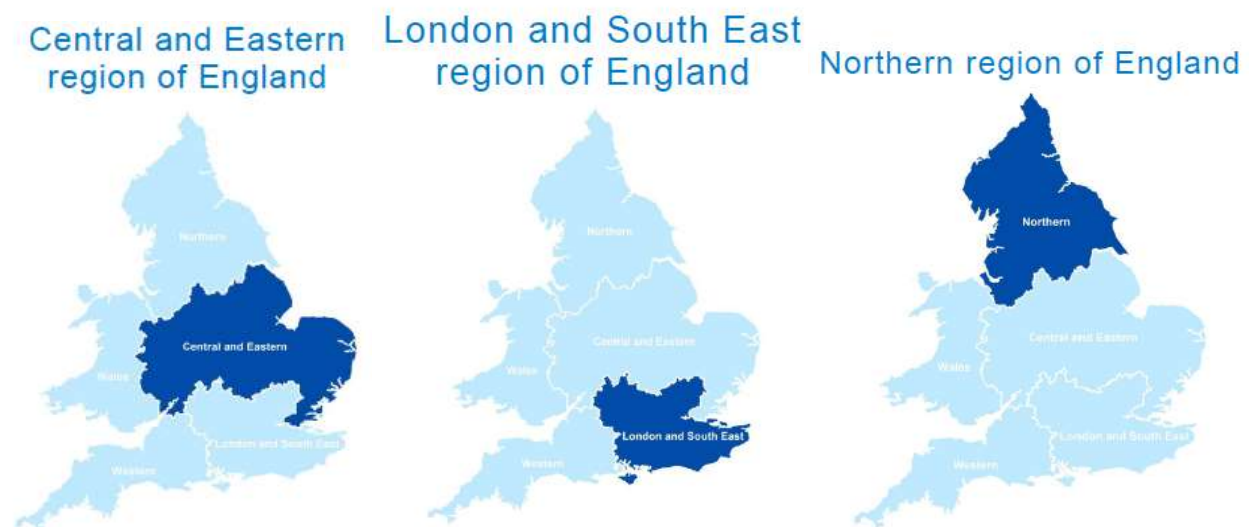 Central and Eastern
region of England
London and South East
region of England
Northern region of England
Northern
Central and Eastern
Wales
London and South East
Western
Northern
Central and Eastern
Wales
London and South East
Western
Northern
Central and Eastern
Wales
London and South East
Western